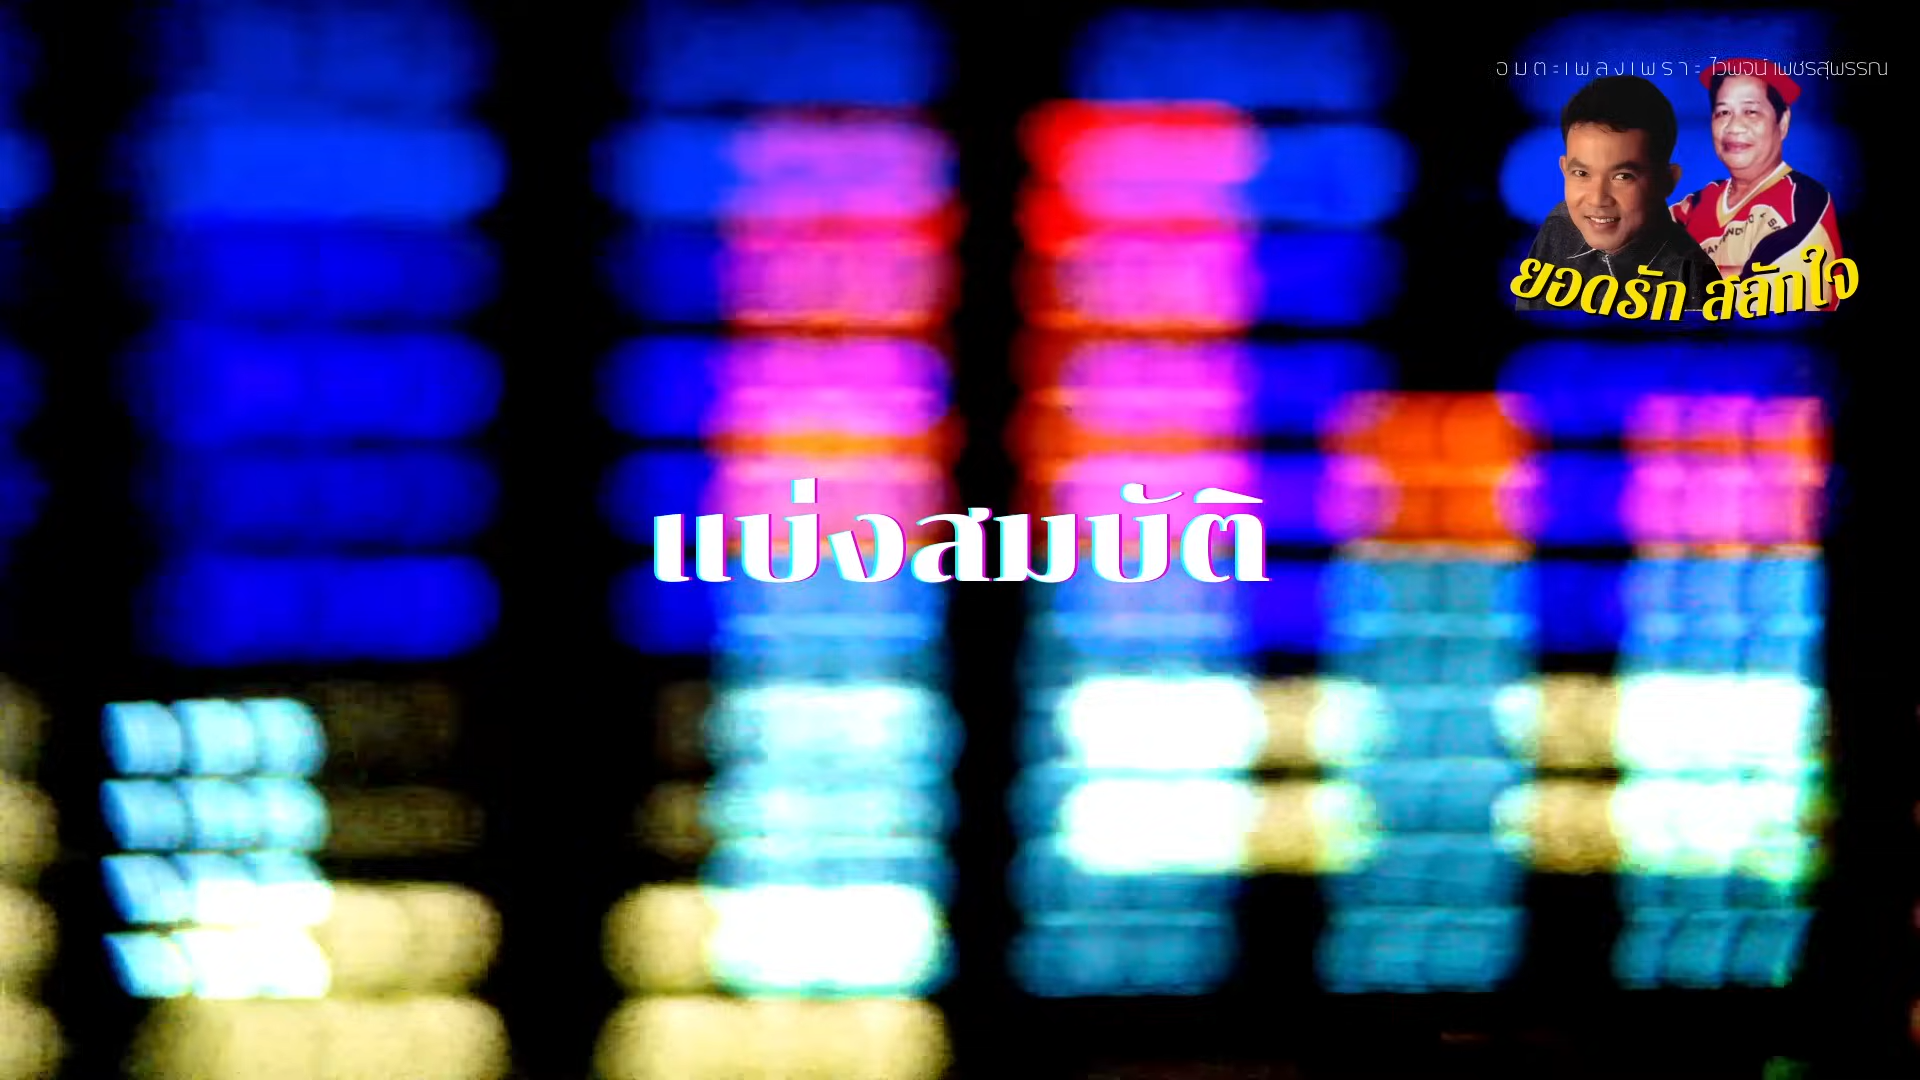 อมตะเพลงเพราะ ไวพจน์ เพชรสุพรรณ
ยอดรัก สลักใจ
แบ่งสมบัติ